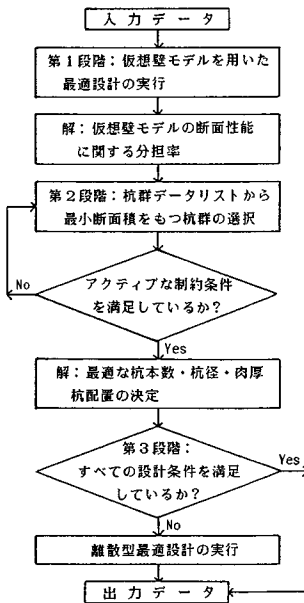 入力データ
第1段階:仮想壁モデルを用いた
最適設計の実行
解:仮想壁モデルの断面性能
に関する分担率
第2段階:杭群データリストから
最小断面積をもつ杭群の選択
No
アクティブな制約条件
を満足しているか?
Yes
解:最適な杭本数・杭径・肉厚
杭配置の決定
第3段階:
すべての設計条件を満足
しているか?
Yes
No
離散型最適設計の実行
出力データ